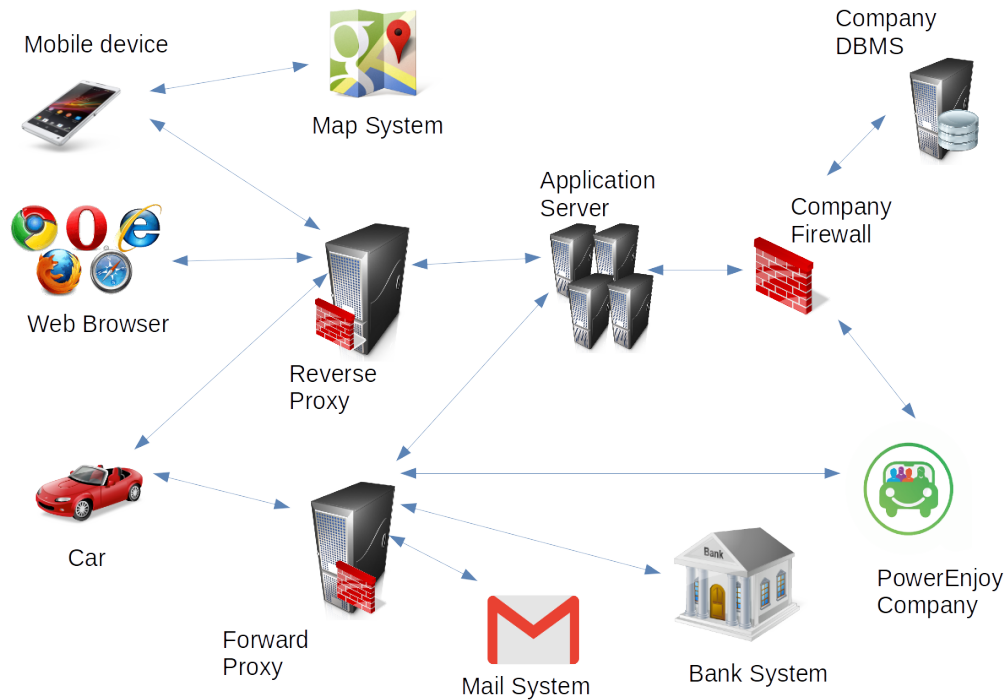 Mobile device
Map System
Company
DBMS
Application
Server
Company
Firewall
Web Browser
Reverse
Proxy
Car
Forward
Proxy
Mail System
Bank
Bank System
PowerEnjoy
Company